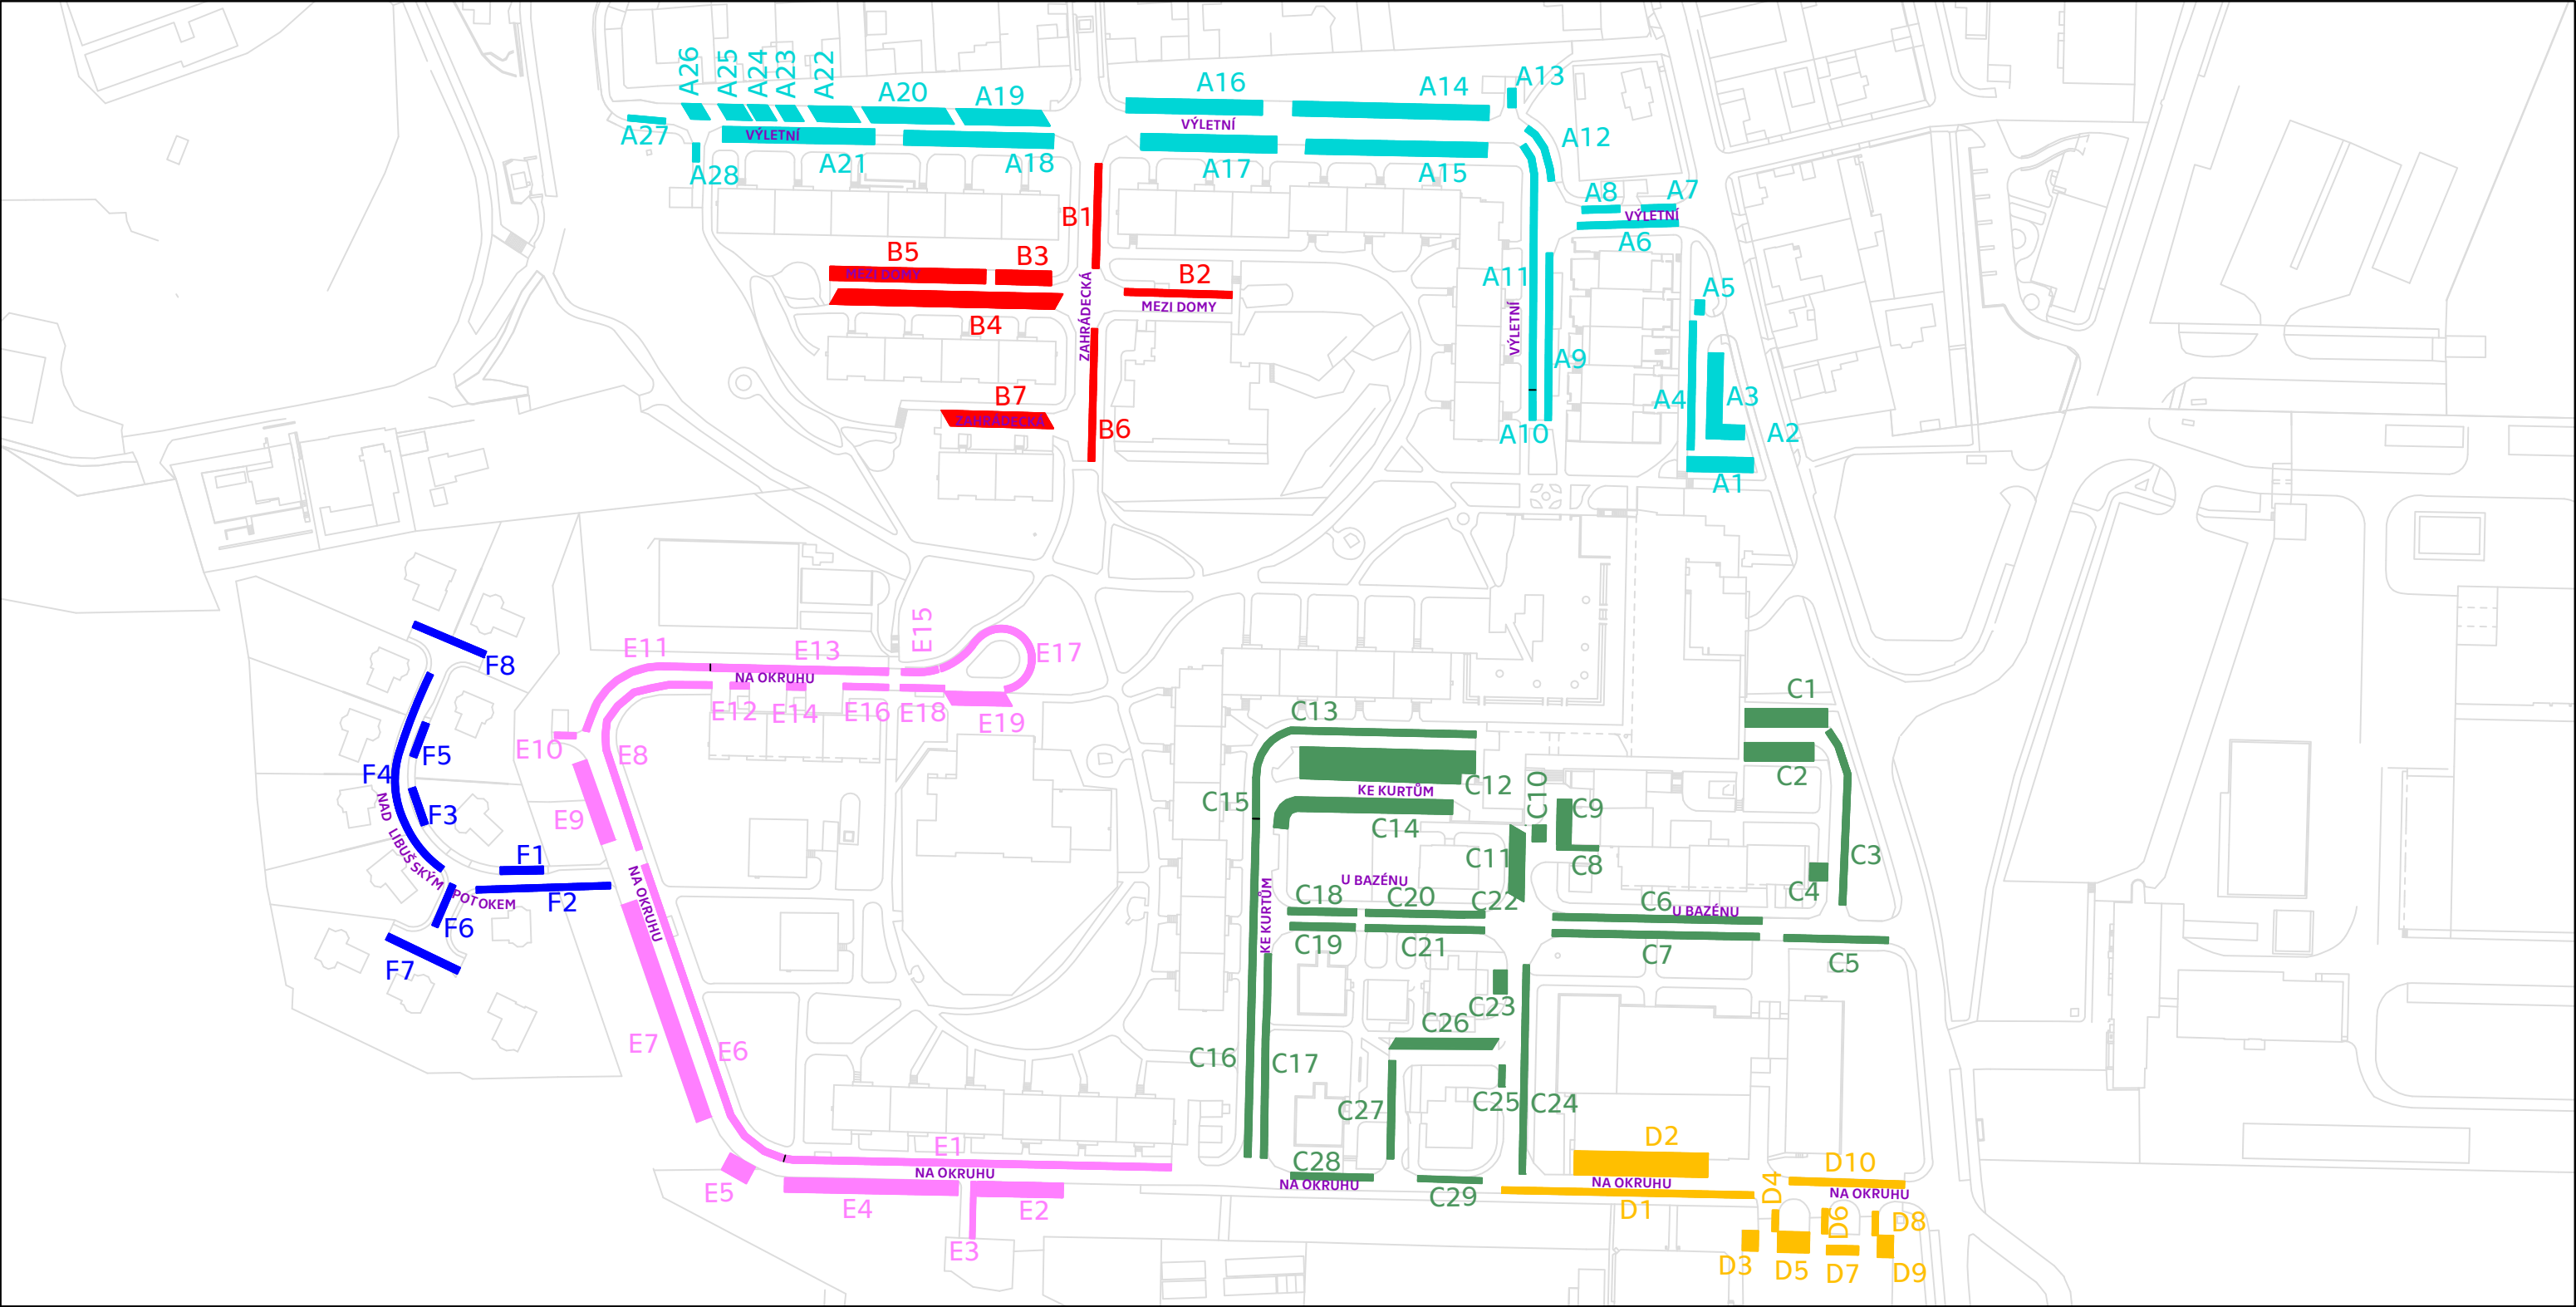 A26
A25
A24
A23
A22
A20
A19
A16
A14
A13
A27
VÝLETNÍ
A28
A21
A18
VÝLETNÍ
A17
A15
A12
A8
A7
VÝLETNÍ
A6
B1
B5
B3
MEZI DOMY
B4
B2
MEZI DOMY
ZAHRÁDECKÁ
A11
VÝLETNÍ
A9
A10
A5
A4
A3
A2
A1
B7
ZAHRÁDECKÁ
B6
F8
F5
F4
F3
NAD LIBUŠSKÝM POTOKEM
F1
F2
F6
F7
E11
E13
E15
E17
NA OKRUHU
E12
E14
E16
E18
E19
E10
E8
E9
NA OKRUHU
E7
E6
E5
E1
NA OKRUHU
E4
E2
E3
C13
C12
KE KURTŮM
C15
C14
C10
C9
C11
C8
C1
C2
C3
C4
U BAZÉNU
C18
C20
C22
C6
U BAZÉNU
C19
C21
C7
C5
KE KURTŮM
C23
C26
C16
C17
C27
C25
C24
C28
NA OKRUHU
C29
D2
NA OKRUHU
D1
D4
D10
NA OKRUHU
D6
D8
D3
D5
D7
D9